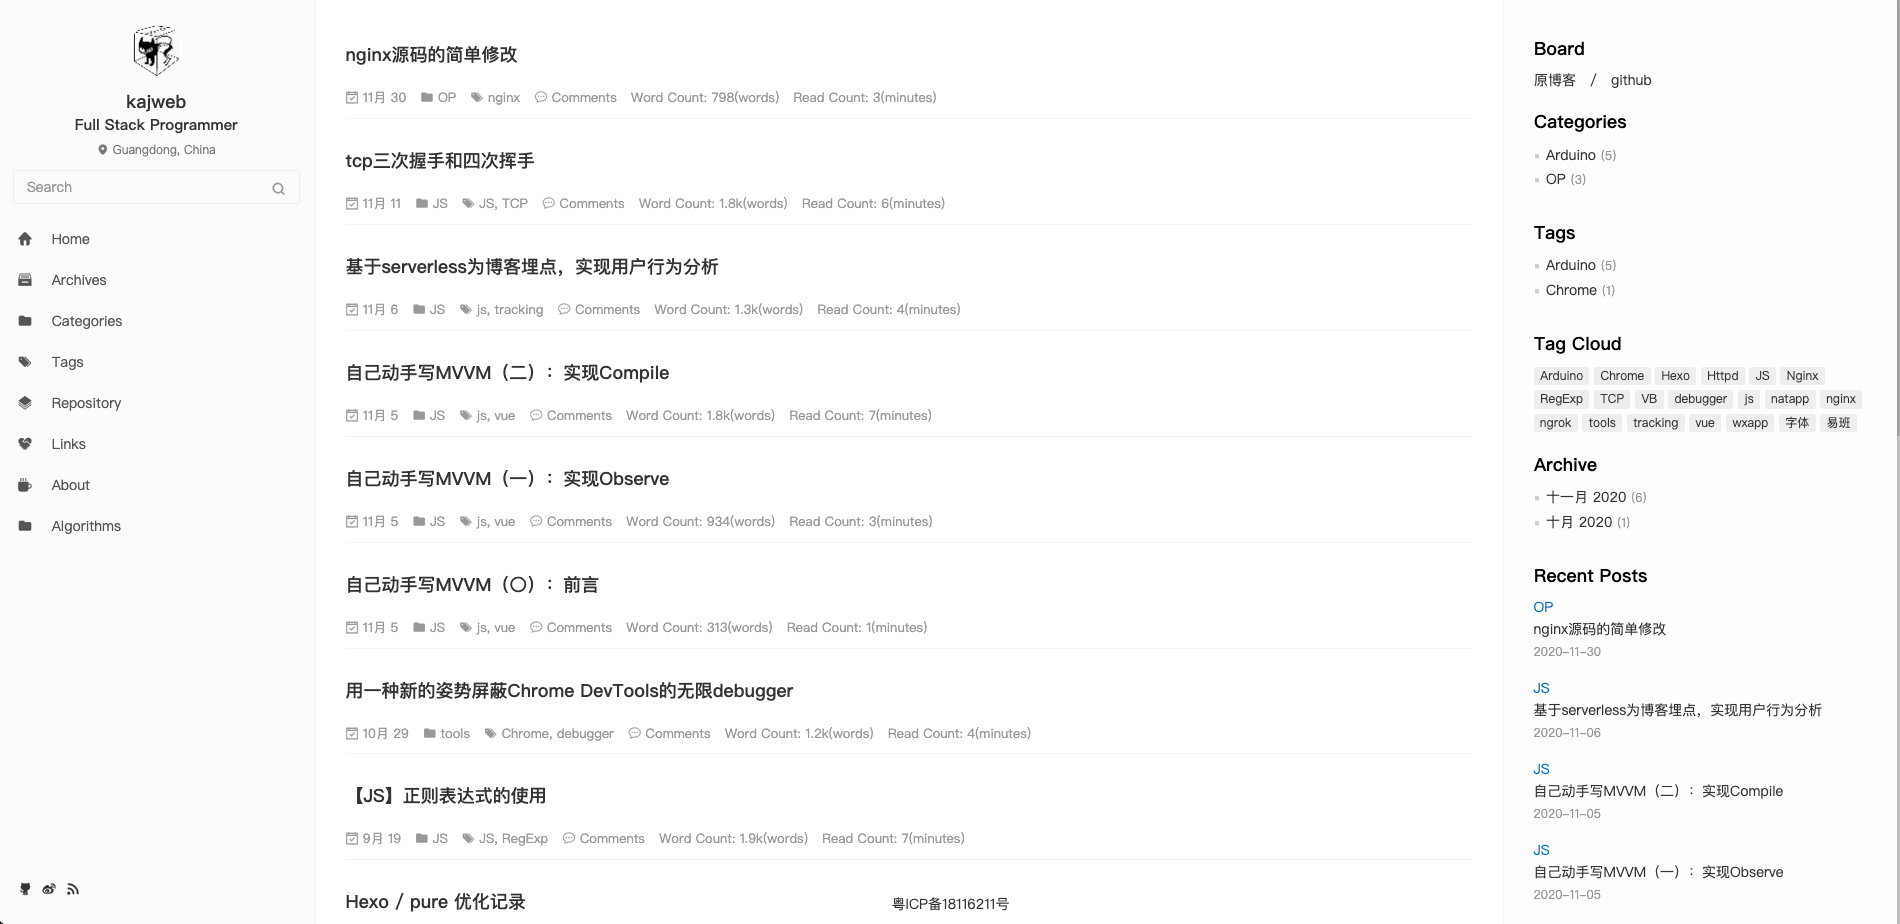 kajweb
Full Stack Programmer
Guangdong, China
Search
Home
Archives
Categories
Tags
Repository
Links
About
Algorithms
nginx源码的简单修改
11月 30 OP nginx Comments Word Count: 798(words) Read Count: 3(minutes)
tcp三次握手和四次挥手
11月 11 JS JS, TCP Comments Word Count: 1.8k(words) Read Count: 6(minutes)
基于serverless为博客埋点，实现用户行为分析
11月 6 JS js, tracking Comments Word Count: 1.3k(words) Read Count: 4(minutes)
自己动手写MVVM（二）：实现Compile
11月 5 JS js, vue Comments Word Count: 1.8k(words) Read Count: 7(minutes)
自己动手写MVVM（一）：实现Observe
11月 5 JS js, vue Comments Word Count: 934(words) Read Count: 3(minutes)
自己动手写MVVM（〇）：前言
11月 5 JS js, vue Comments Word Count: 313(words) Read Count: 1(minutes)
用一种新的姿势屏蔽Chrome DevTools的无限debugger
10月 29 tools Chrome, debugger Comments Word Count: 1.2k(words) Read Count: 4(minutes)
【JS】正则表达式的使用
9月 19 JS JS, RegExp Comments Word Count: 1.9k(words) Read Count: 7(minutes)
Hexo / pure 优化记录
粤ICP备18116211号
Board
原博客 / github
Categories
Arduino (5)
OP (3)
Tags
Arduino (5)
Chrome (1)
Tag Cloud
Arduino Chrome Hexo Httpd JS Nginx
RegExp TCP VB debugger js natapp nginx
ngrok tools tracking vue wxapp 字体 易班
Archive
十一月 2020 (6)
十月 2020 (1)
Recent Posts
OP
nginx源码的简单修改
2020-11-30
JS
基于serverless为博客埋点，实现用户行为分析
2020-11-06
JS
自己动手写MVVM（二）：实现Compile
2020-11-05
JS
自己动手写MVVM（一）：实现Observe
2020-11-05